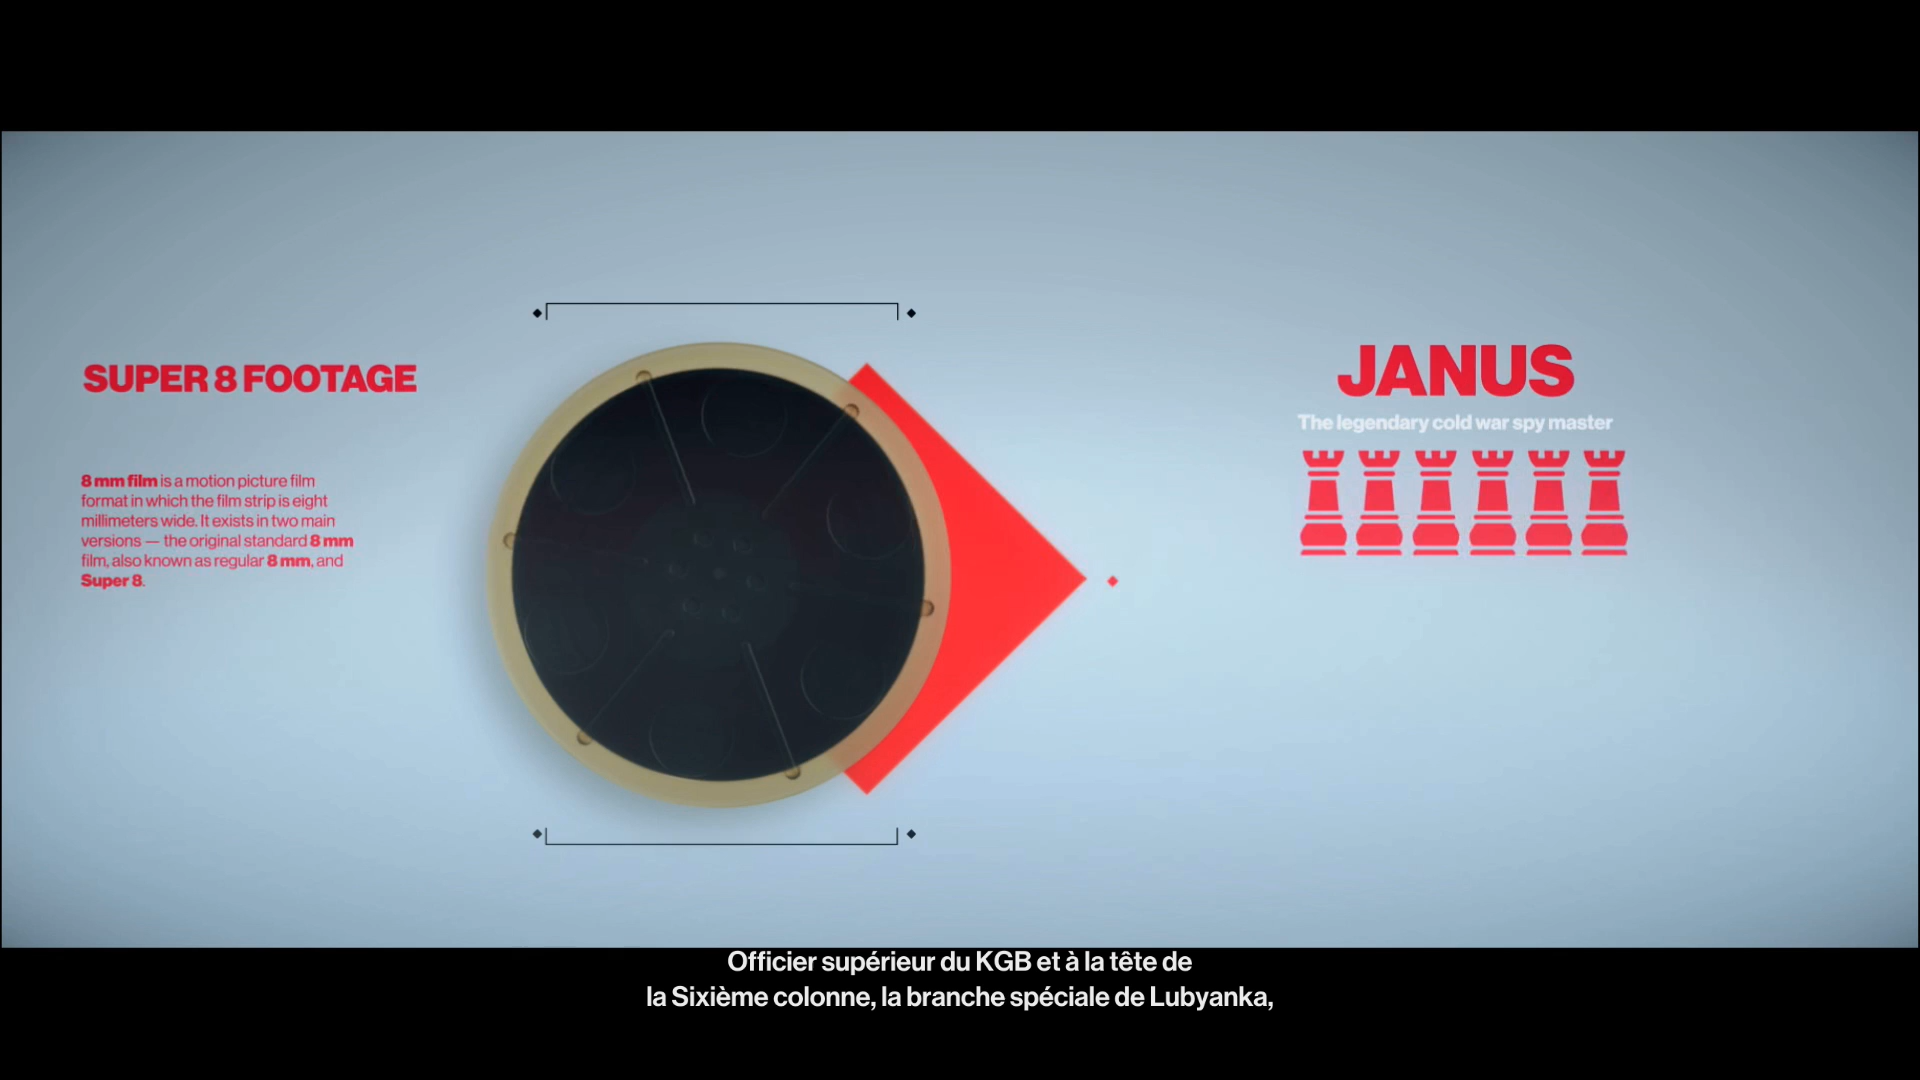 SUPER 8 FOOTAGE
8 mm film is a motion picture film
format in which the film strip is eight
millimeters wide. It exists in two main
versions — the original standard 8 mm
film, also known as regular 8 mm, and
Super 8.
JANUS
The legendary cold war spy master
Officier supérieur du KGB et à la tête de
la Sixième colonne, la branche spéciale de Lubyanka,